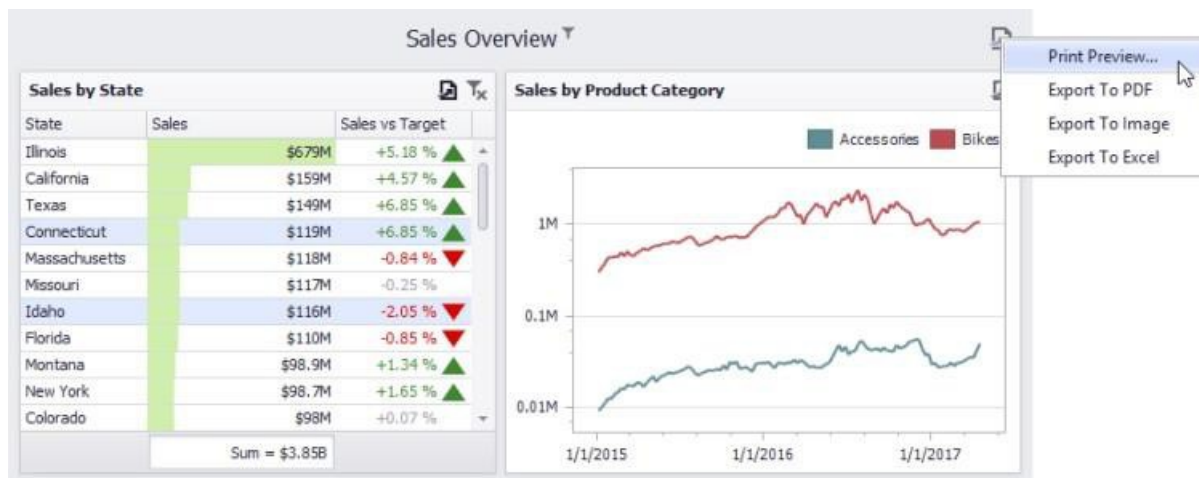 Sales Overview
Print Preview...
Export To PDF
Export To Image
Export To Excel
Sales by State
State Sales Sales vs Target
Illinois $679M +5.18 %
California $159M +4.57 %
Texas $149M +6.85 %
Connecticut $119M +6.85 %
Massachusetts $118M -0.84 %
Missouri $117M -0.25 %
Idaho $116M -2.05 %
Florida $110M -0.85 %
Montana $98.9M +1.34 %
New York $98.7M +1.65 %
Colorado $98M +0.07 %
Sum = $3.85B
Sales by Product Category
Accessories Bikes
1M
0.1M
0.01M
1/1/2015 1/1/2016 1/1/2017